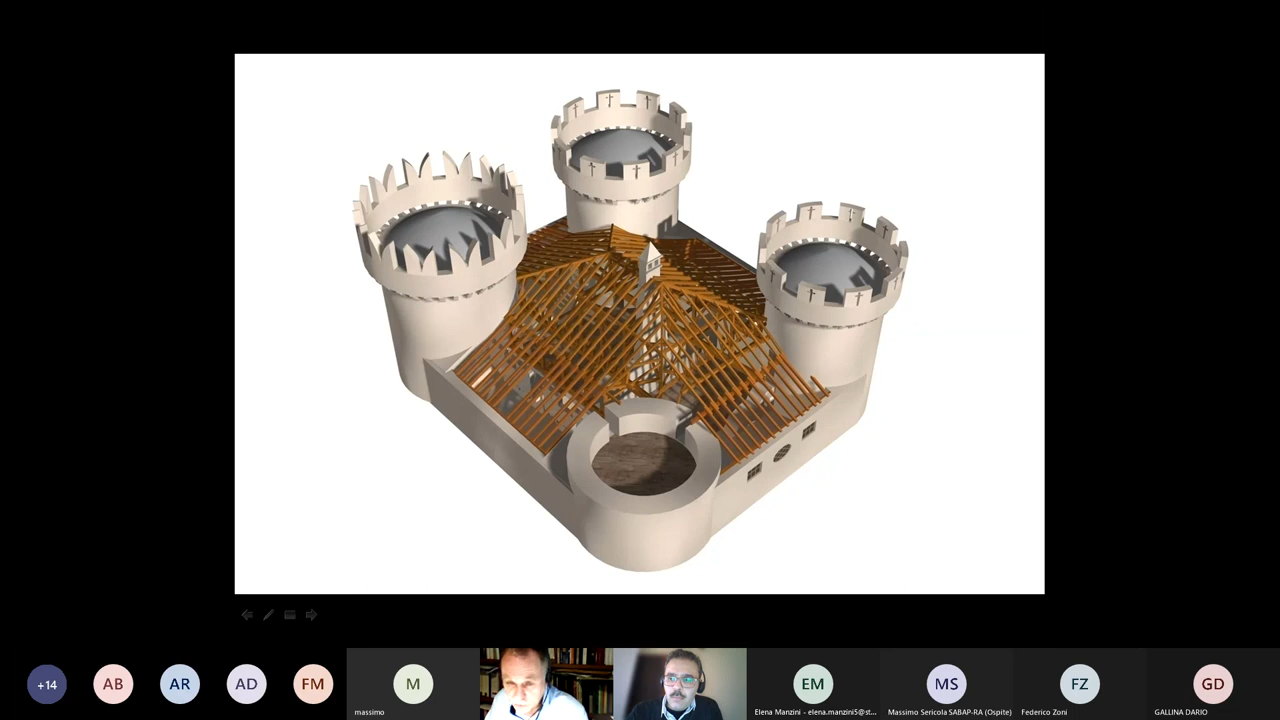 +14
AB
AR
AD
FM
M
EM
MS
FZ
GD
massimo
Elena Manzini - elena.manzini5@st...
Massimo Sericola SABAP-RA (Ospite)
Federico Zoni
GALLINA DARIO